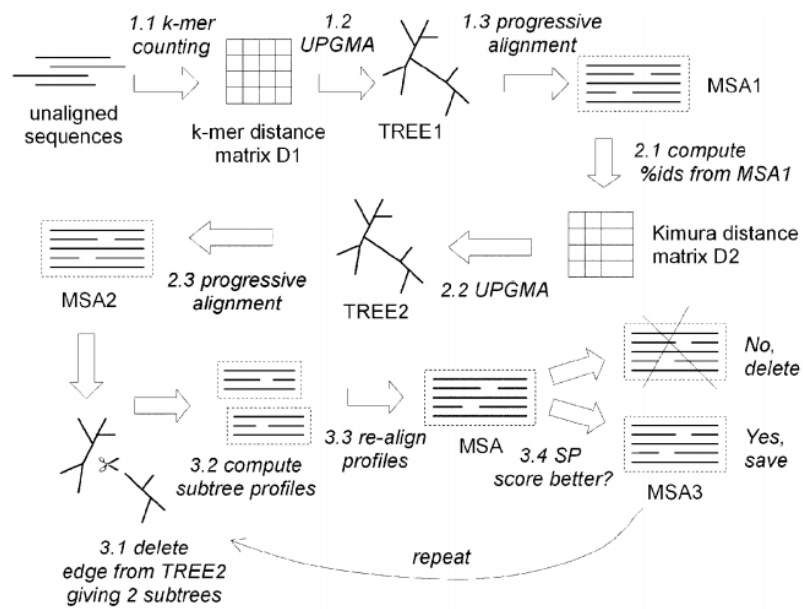 1.1 k-mer
counting
1.2
UPGMA
1.3 progressive
alignment
unaligned
sequences
k-mer distance
matrix D1
TREE1
MSA1
2.1 compute
%ids from MSA1
Kimura distance
matrix D2
2.2 UPGMA
TREE2
2.3 progressive
alignment
MSA2
3.1 delete
edge from TREE2
giving 2 subtrees
3.2 compute
subtree profiles
3.3 re-align
profiles
MSA
3.4 SP
score better?
No,
delete
Yes,
save
MSA3
repeat